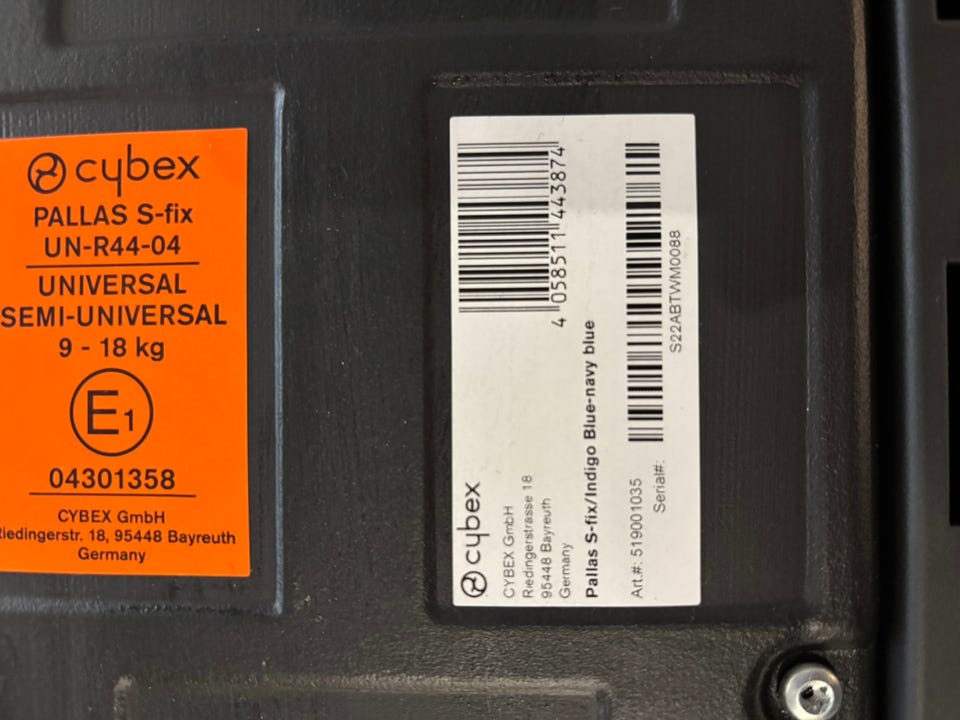 cybex
PALLAS S-fix
UN-R44-04
UNIVERSAL
SEMI-UNIVERSAL
9 - 18 kg
E1
04301358
CYBEX GmbH
Riedingerstr. 18, 95448 Bayreuth
Germany
cybex
CYBEX GmbH
Riedingerstrasse 18
95448 Bayreuth
Germany
4 058511 443874
Pallas S-fix/Indigo Blue-navy blue
Art.#: 519001035
Serial#:
S22ABTWM0088